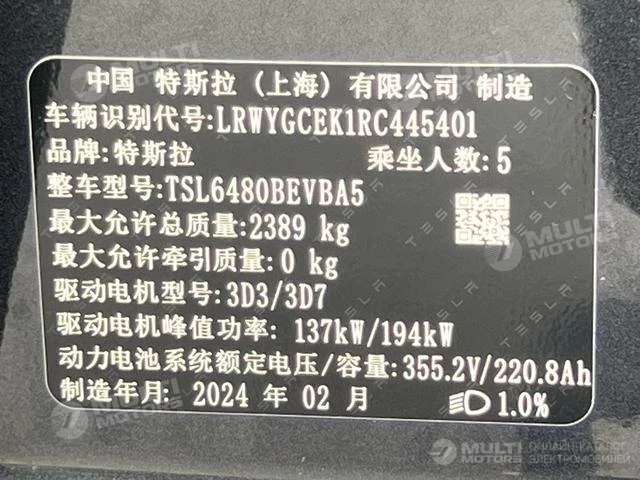 中国 特斯拉（上海）有限公司 制造
车辆识别代号:LRWYGCEK1RC445401
品牌:特斯拉 乘坐人数:5
整车型号:TSL6480BEVBA5
最大允许总质量:2389 kg
最大允许牵引质量:0 kg
驱动电机型号:3D3/3D7
驱动电机峰值功率: 137kW/194kW
动力电池系统额定电压/容量:355.2V/220.8Ah
制造年月: 2024 年 02 月 1.0%
MULTI MOTORS
ОНЛАЙН-КАТАЛОГ
ЭЛЕКТРОМОБИЛЕЙ